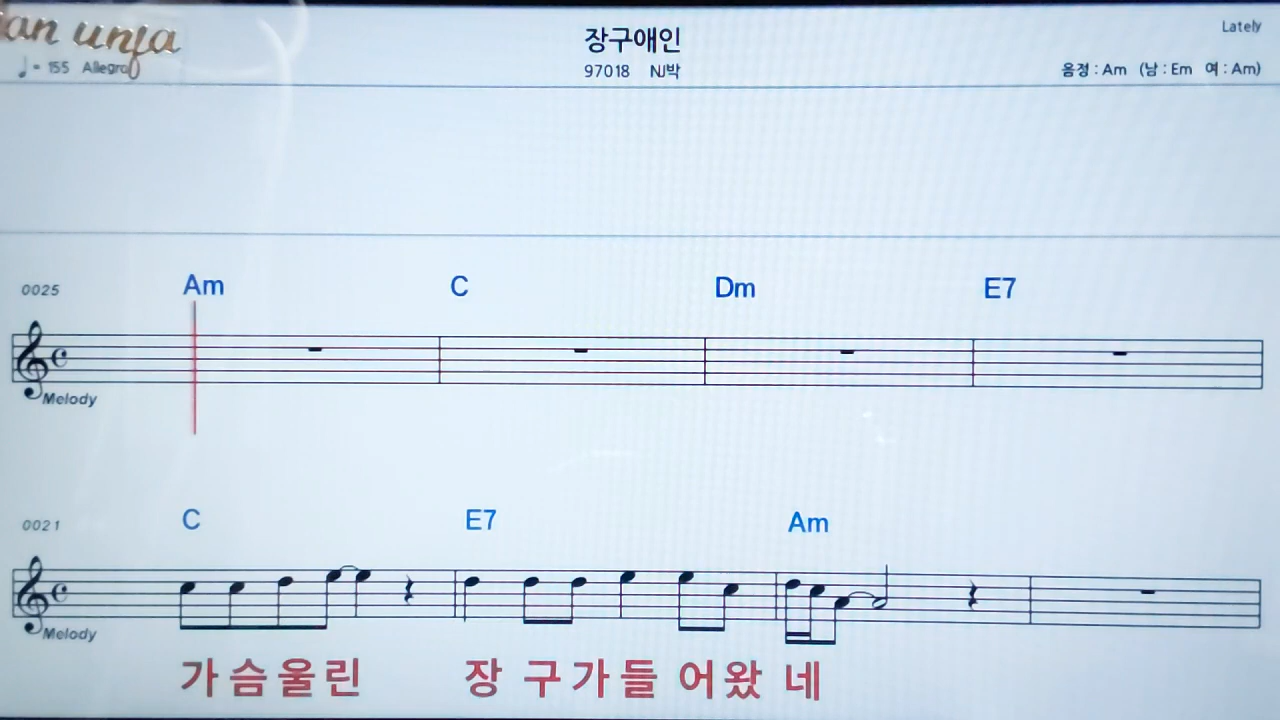 장구애인
Lately
♩= 155 Allegro
97018 NJ박
음정 : Am (남 : Em 여 : Am)
0025 Am C Dm E7
Melody
0021 C E7 Am
Melody
가슴울린 장 구가들 어왔 네